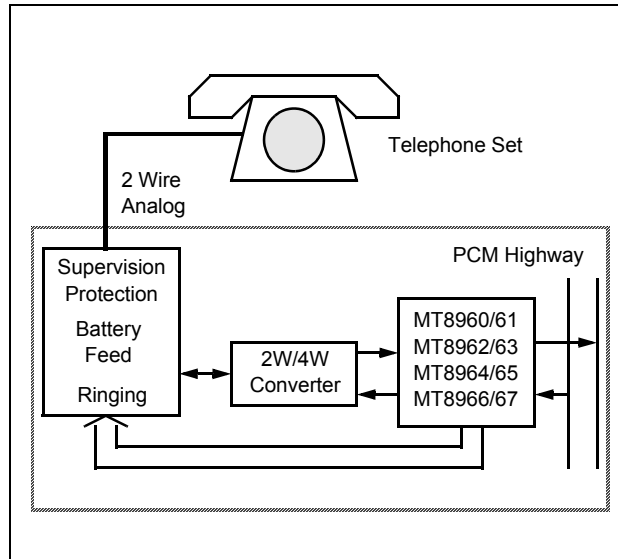 Telephone Set
2 Wire
Analog
PCM Highway
Supervision
Protection
Battery
Feed
Ringing
2W/4W
Converter
MT8960/61
MT8962/63
MT8964/65
MT8966/67